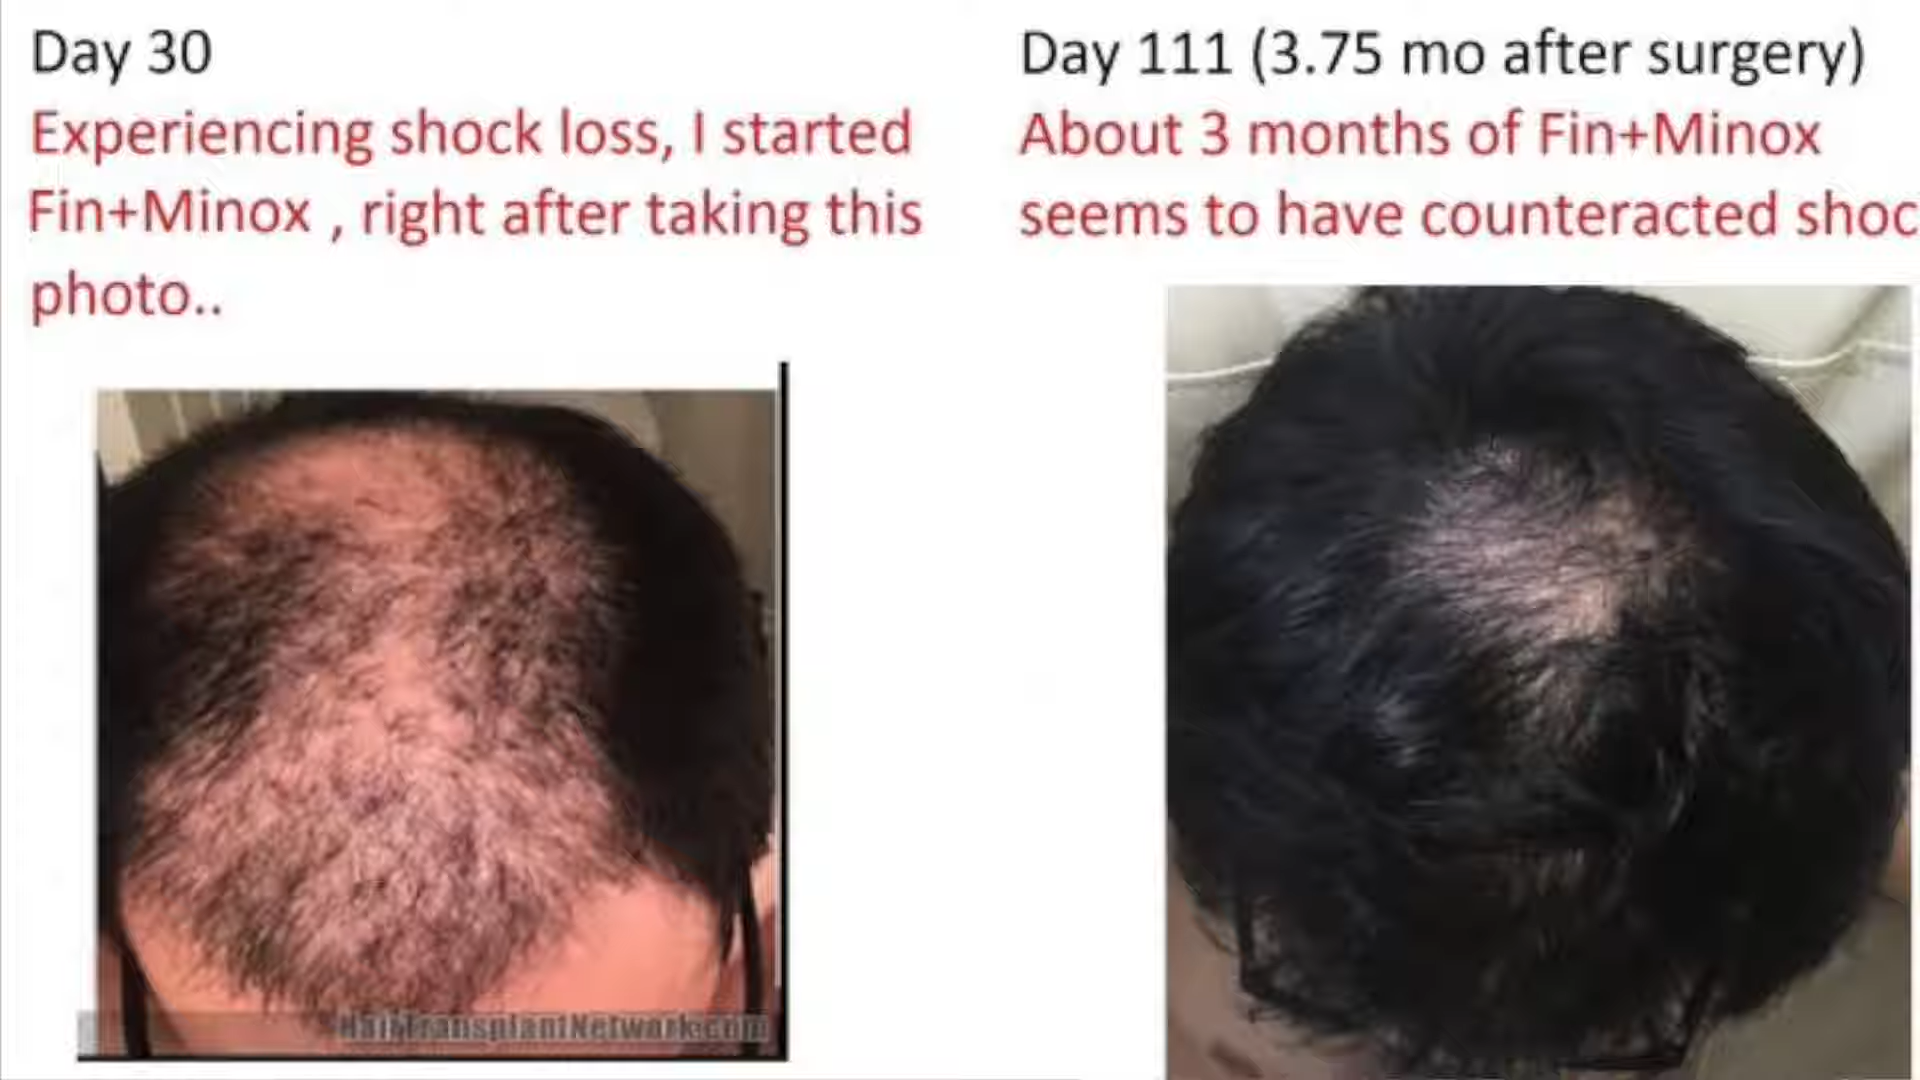 Day 30
Experiencing shock loss, I started
Fin+Minox , right after taking this
photo..
Day 111 (3.75 mo after surgery)
About 3 months of Fin+Minox
seems to have counteracted shoc
HairTransplantNetwork.com